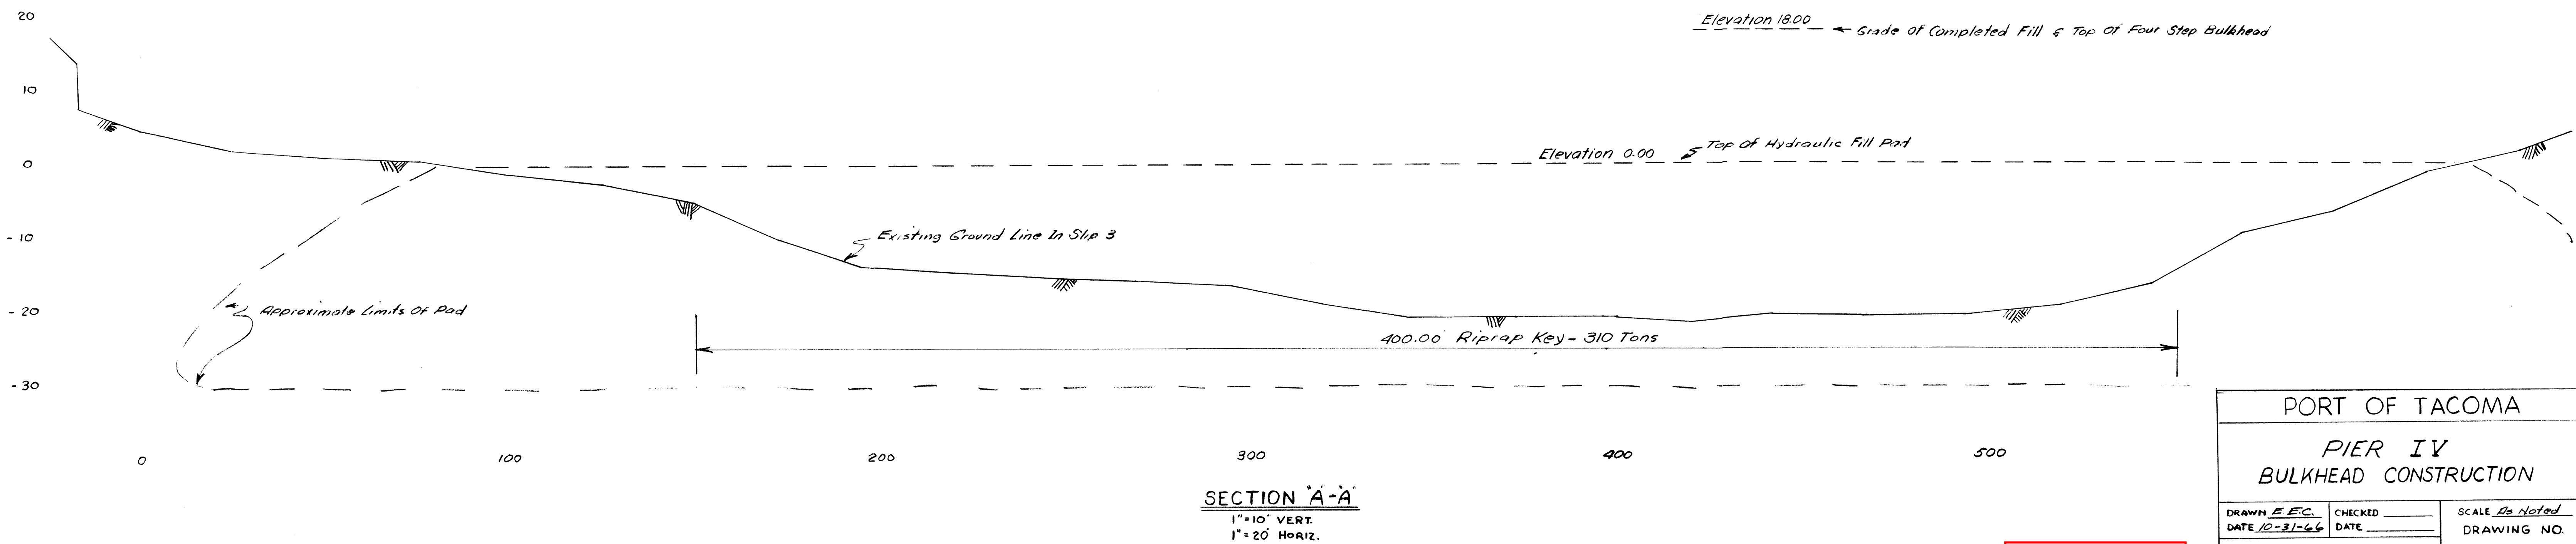 20
10
0
- 10
- 20
- 30
Elevation 18.00
Grade Of Completed Fill & Top Of Four Step Bulkhead
Elevation 0.00
Top Of Hydraulic Fill Pad
Existing Ground Line In Slip 3
Approximate Limits Of Pad
400.00' Riprap Key - 310 Tons
0 100 200 300 400 500
SECTION "A"-"A"
1" = 10' VERT.
1" = 20' HORIZ.
PORT OF TACOMA
PIER IV
BULKHEAD CONSTRUCTION
DRAWN E.E.C. CHECKED
SCALE As Noted
DATE 10-31-66 DATE
DRAWING NO.